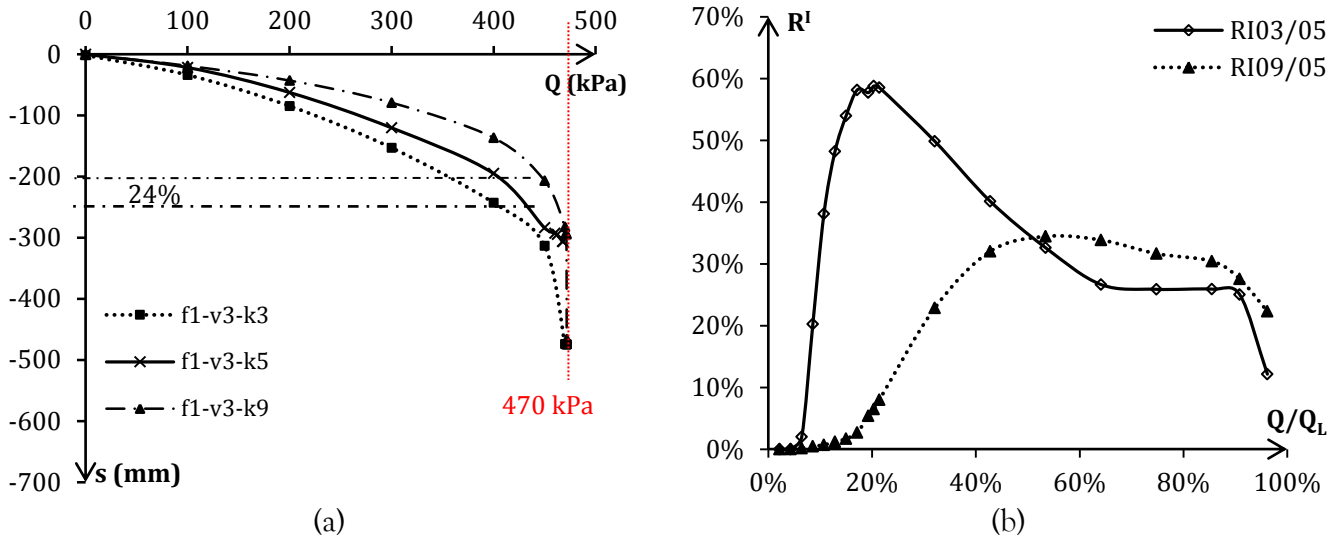 0 100 200 300 400 500
Q (kPa)
0
-100
-200
24%
-300
-400
-500
-600
-700
s (mm)
f1-v3-k3
f1-v3-k5
f1-v3-k9
470 kPa
(a)
70%
60%
50%
40%
30%
20%
10%
0%
Rᴵ
RI03/05
RI09/05
Q/Q_L
0% 20% 40% 60% 80% 100%
(b)